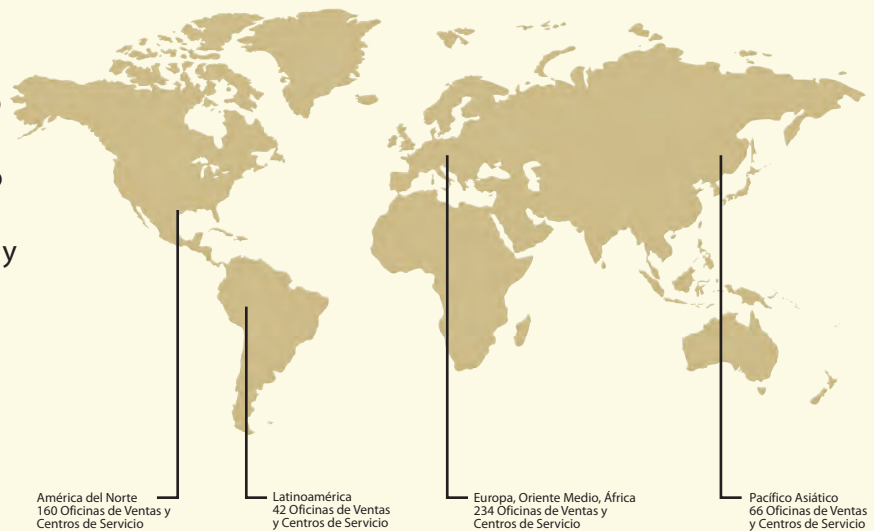 y
América del Norte
160 Oficinas de Ventas y
Centros de Servicio
Latinoamérica
42 Oficinas de Ventas
y Centros de Servicio
Europa, Oriente Medio, África
234 Oficinas de Ventas y
Centros de Servicio
Pacífico Asiático
66 Oficinas de Ventas
y Centros de Servicio